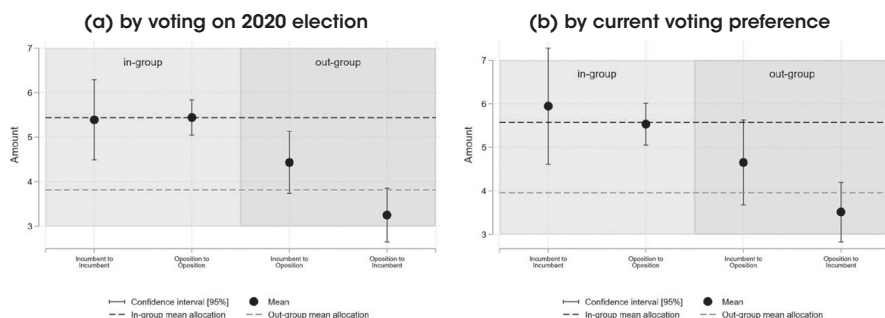 (a) by voting on 2020 election
7
6
5
4
3
Amount
in-group
out-group
Incumbent to
Incumbent
Oposition to
Oposition
Incumbent to
Oposition
Oposition to
Incumbent
Confidence interval [95%]
Mean
In-group mean allocation
Out-group mean allocation
(b) by current voting preference
7
6
5
4
3
Amount
in-group
out-group
Incumbent to
Incumbent
Oposition to
Oposition
Incumbent to
Oposition
Oposition to
Incumbent
Confidence interval [95%]
Mean
In-group mean allocation
Out-group mean allocation